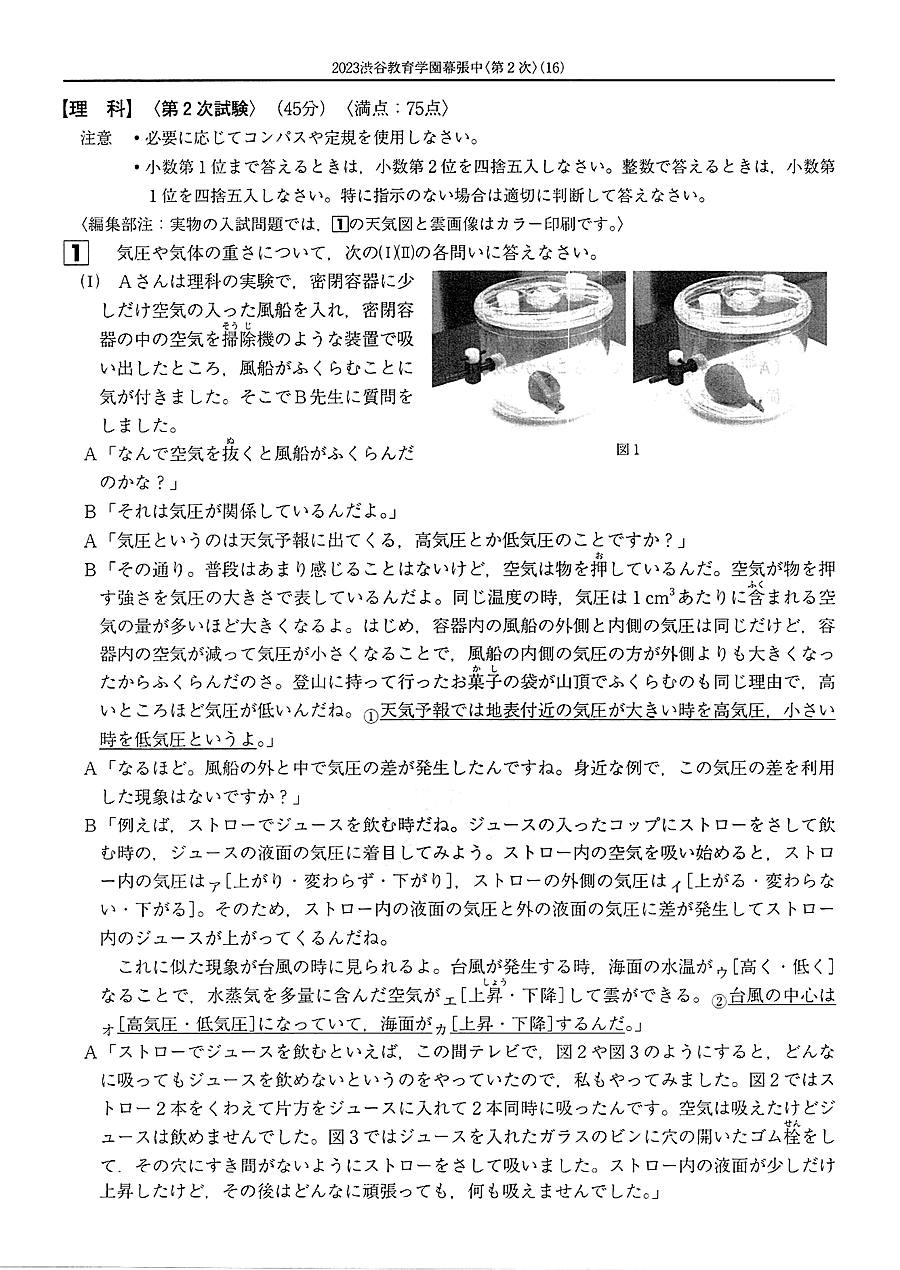 2023渋谷教育学園幕張中〈第2次〉(16)
【理 科】〈第2次試験〉(45分)〈満点：75点〉
注意 ・必要に応じてコンパスや定規を使用しなさい。
・小数第1位まで答えるときは，小数第2位を四捨五入しなさい。整数で答えるときは，小数第
1位を四捨五入しなさい。特に指示のない場合は適切に判断して答えなさい。
〈編集部注：実物の入試問題では，1の天気図と雲画像はカラー印刷です。〉
1 気圧や気体の重さについて，次の(I)(II)の各問いに答えなさい。
(I) Aさんは理科の実験で，密閉容器に少
しだけ空気の入った風船を入れ，密閉容
器の中の空気を掃除機のような装置で吸
い出したところ，風船がふくらむことに
気が付きました。そこでB先生に質問を
しました。
A「なんで空気を抜くと風船がふくらんだ
のかな？」
図1
B「それは気圧が関係しているんだよ。」
A「気圧というのは天気予報に出てくる，高気圧とか低気圧のことですか？」
B「その通り。普段はあまり感じることはないけど，空気は物を押しているんだ。空気が物を押
す強さを気圧の大きさで表しているんだよ。同じ温度の時，気圧は1cm³あたりに含まれる空
気の量が多いほど大きくなるよ。はじめ，容器内の風船の外側と内側の気圧は同じだけど，容
器内の空気が減って気圧が小さくなることで，風船の内側の気圧の方が外側よりも大きくなっ
たからふくらんだのさ。登山に持って行ったお菓子の袋が山頂でふくらむのも同じ理由で，高
いところほど気圧が低いんだね。①天気予報では地表付近の気圧が大きい時を高気圧，小さい
時を低気圧というよ。」
A「なるほど。風船の外と中で気圧の差が発生したんですね。身近な例で，この気圧の差を利用
した現象はないですか？」
B「例えば，ストローでジュースを飲む時だね。ジュースの入ったコップにストローをさして飲
む時の，ジュースの液面の気圧に着目してみよう。ストロー内の空気を吸い始めると，ストロ
ー内の気圧はァ[上がり・変わらず・下がり]，ストローの外側の気圧はィ[上がる・変わらな
い・下がる]。そのため，ストロー内の液面の気圧と外の液面の気圧に差が発生してストロー
内のジュースが上がってくるんだね。
これに似た現象が台風の時に見られるよ。台風が発生する時，海面の水温がゥ[高く・低く]
なることで，水蒸気を多量に含んだ空気がェ[上昇・下降]して雲ができる。②台風の中心は
ォ[高気圧・低気圧]になっていて，海面がヵ[上昇・下降]するんだ。」
A「ストローでジュースを飲むといえば，この間テレビで，図2や図3のようにすると，どんな
に吸ってもジュースを飲めないというのをやっていたので，私もやってみました。図2ではス
トロー2本をくわえて片方をジュースに入れて2本同時に吸ったんです。空気は吸えたけどジ
ュースは飲めませんでした。図3ではジュースを入れたガラスのビンに穴の開いたゴム栓をし
て，その穴にすき間がないようにストローをさして吸いました。ストロー内の液面が少しだけ
上昇したけど，その後はどんなに頑張っても，何も吸えませんでした。」